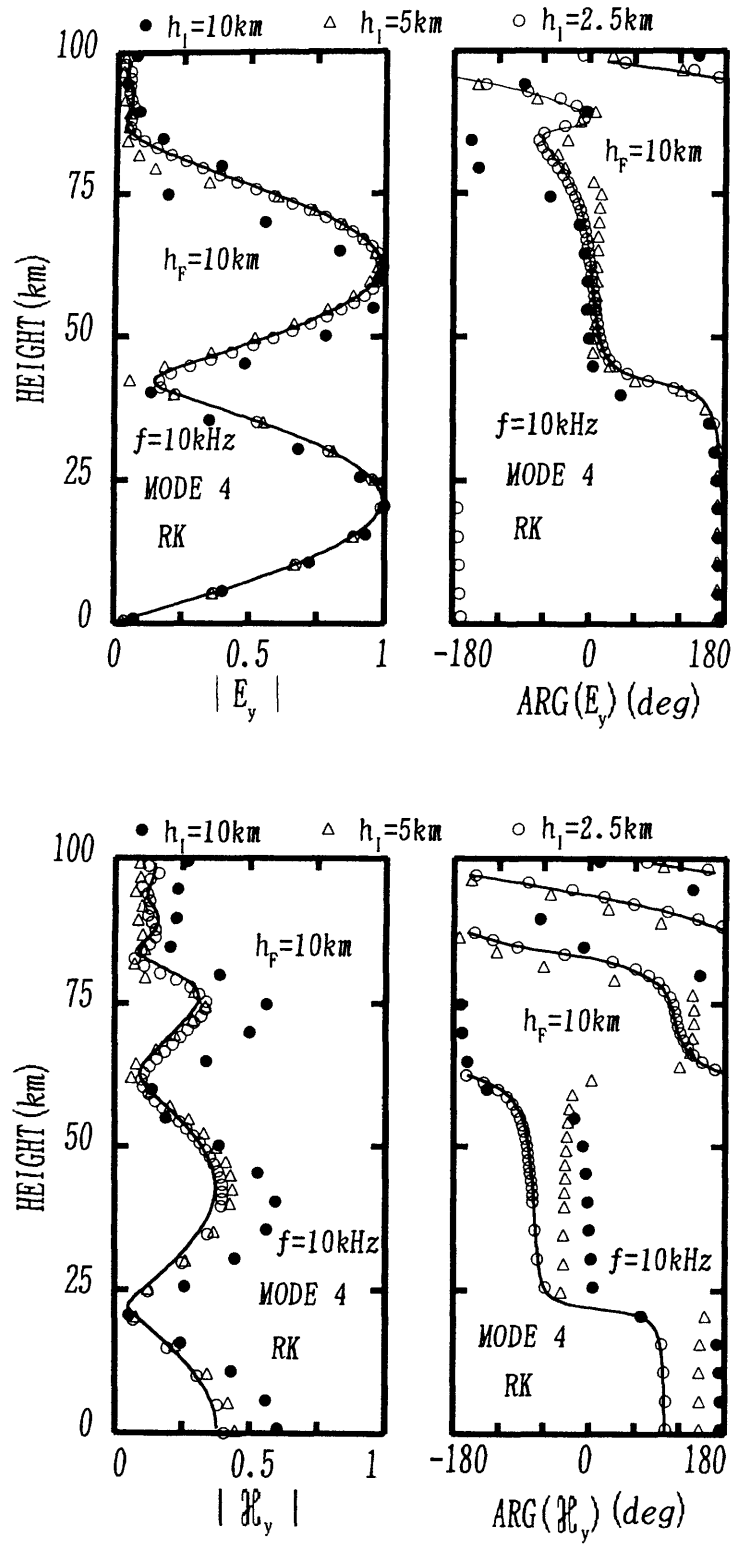 ● h_I=10km △ h_I=5km ○ h_I=2.5km
100
75
50
25
0
HEIGHT (km)
h_F=10km
f=10kHz
MODE 4
RK
0 0.5 1
| E_y |
h_F=10km
f=10kHz
MODE 4
RK
-180 0 180
ARG(E_y) (deg)
● h_I=10km △ h_I=5km ○ h_I=2.5km
100
75
50
25
0
HEIGHT (km)
h_F=10km
f=10kHz
MODE 4
RK
0 0.5 1
| ℋ_y |
h_F=10km
f=10kHz
MODE 4
RK
-180 0 180
ARG(ℋ_y) (deg)